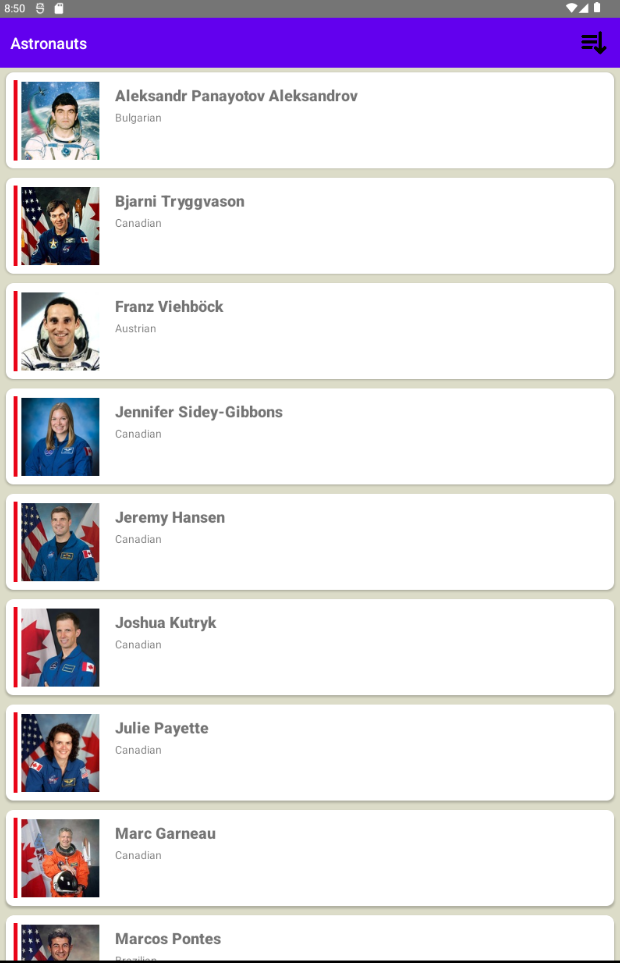 8:50
Astronauts
Aleksandr Panayotov Aleksandrov
Bulgarian
Bjarni Tryggvason
Canadian
Franz Viehböck
Austrian
Jennifer Sidey-Gibbons
Canadian
Jeremy Hansen
Canadian
Joshua Kutryk
Canadian
Julie Payette
Canadian
Marc Garneau
Canadian
Marcos Pontes
Brazilian